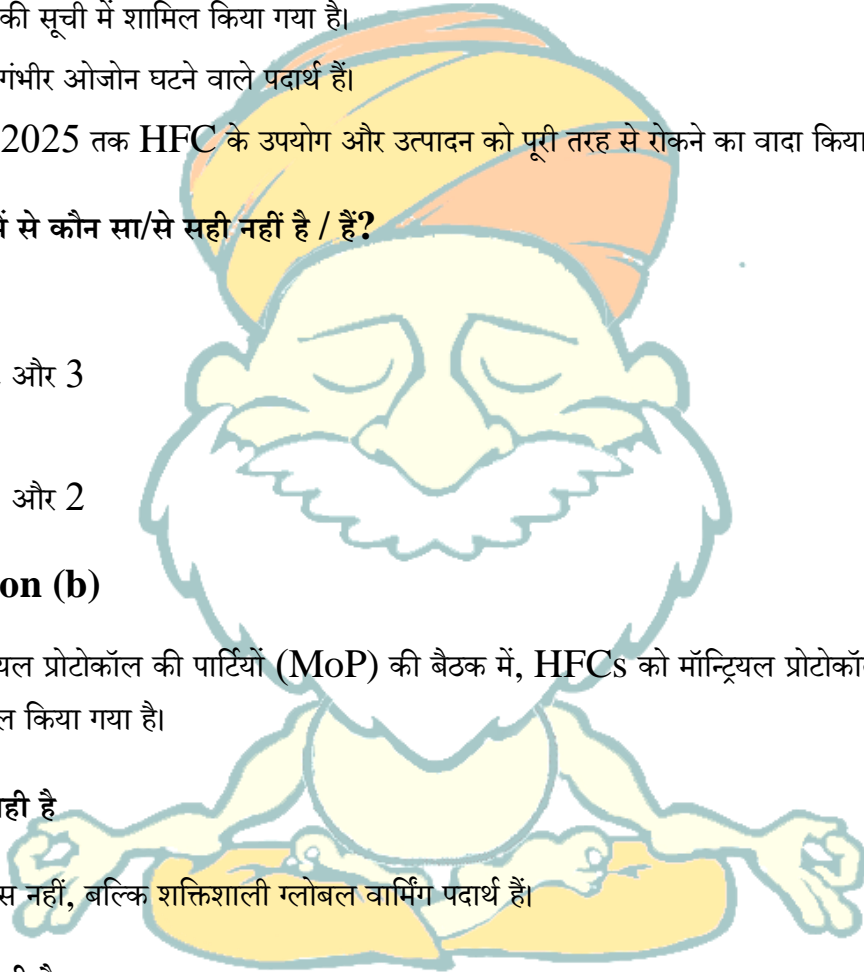 की सूची में शामिल किया गया है।
गंभीर ओजोन घटने वाले पदार्थ हैं।
2025 तक HFC के उपयोग और उत्पादन को पूरी तरह से रोकने का वादा किया
से कौन सा/से सही नहीं है / हैं?
और 3
और 2
on (b)
प्रोटोकॉल की पार्टियों (MoP) की बैठक में, HFCs को मॉन्ट्रियल
किया गया है।
है
नहीं, बल्कि शक्तिशाली ग्लोबल वार्मिंग पदार्थ हैं।